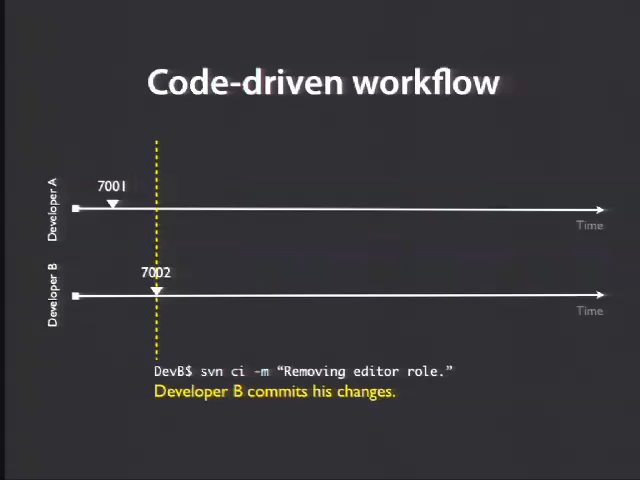 Code-driven workflow
Developer A
7001
Time
Developer B
7002
Time
DevB$ svn ci -m “Removing editor role.”
Developer B commits his changes.